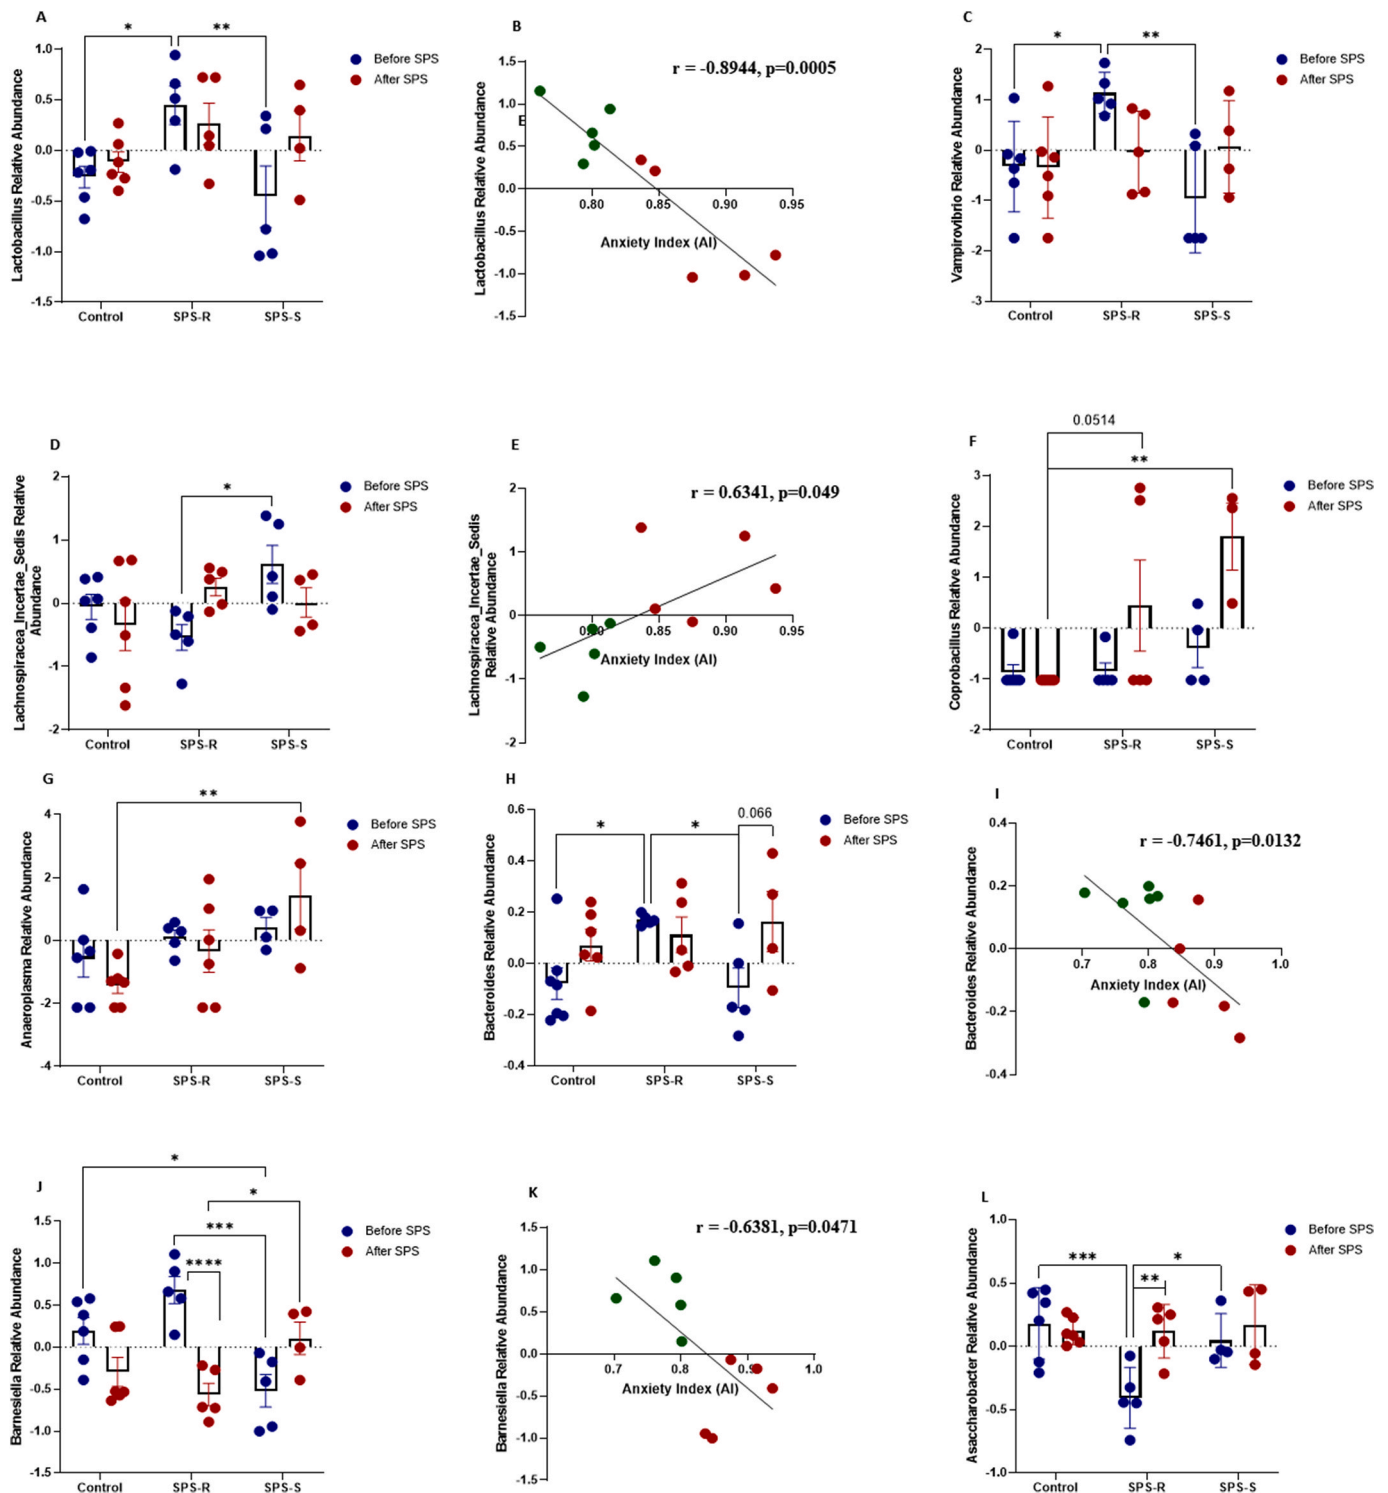 A
* **
1.0
0.5
0.0
-0.5
-1.0
-1.5
Lactobacillus Relative Abundance
Control SPS-R SPS-S
Before SPS
After SPS
B
r = -0.8944, p=0.0005
1.5
1.0
E
0.5
0.0
-0.5
-1.0
-1.5
0.80 0.85 0.90 0.95
Anxiety Index (AI)
Lactobacillus Relative Abundance
C
* **
2
1
0
-1
-2
-3
Vampirovibrio Relative Abundance
Control SPS-R SPS-S
Before SPS
After SPS
D
*
2
1
0
-1
-2
Lachnospiracea_Incertae_Sedis Relative
Abundance
Control SPS-R SPS-S
Before SPS
After SPS
E
r = 0.6341, p=0.049
2
1
0
-1
-2
0.80 0.85 0.90 0.95
Anxiety Index (AI)
Lachnospiracea_Incertae_Sedis
Relative Abundance
F
0.0514
**
3
2
1
0
-1
-2
Coprobacillus Relative Abundance
Control SPS-R SPS-S
Before SPS
After SPS
G
**
4
2
0
-2
-4
Anaeroplasma Relative Abundance
Control SPS-R SPS-S
Before SPS
After SPS
H
* * 0.066
0.6
0.4
0.2
0.0
-0.2
-0.4
Bacteroides Relative Abundance
Control SPS-R SPS-S
Before SPS
After SPS
I
r = -0.7461, p=0.0132
0.4
0.2
0.0
-0.2
-0.4
0.7 0.8 0.9 1.0
Anxiety Index (AI)
Bacteroides Relative Abundance
J
*
*
***
****
1.5
1.0
0.5
0.0
-0.5
-1.0
-1.5
Barnesiella Relative Abundance
Control SPS-R SPS-S
Before SPS
After SPS
K
r = -0.6381, p=0.0471
1.5
1.0
0.5
0.0
-0.5
-1.0
-1.5
0.7 0.8 0.9 1.0
Anxiety Index (AI)
Barnesiella Relative Abundance
L
*** *
**
1.0
0.5
0.0
-0.5
-1.0
Asaccharobacter Relative Abundance
Control SPS-R SPS-S
Before SPS
After SPS